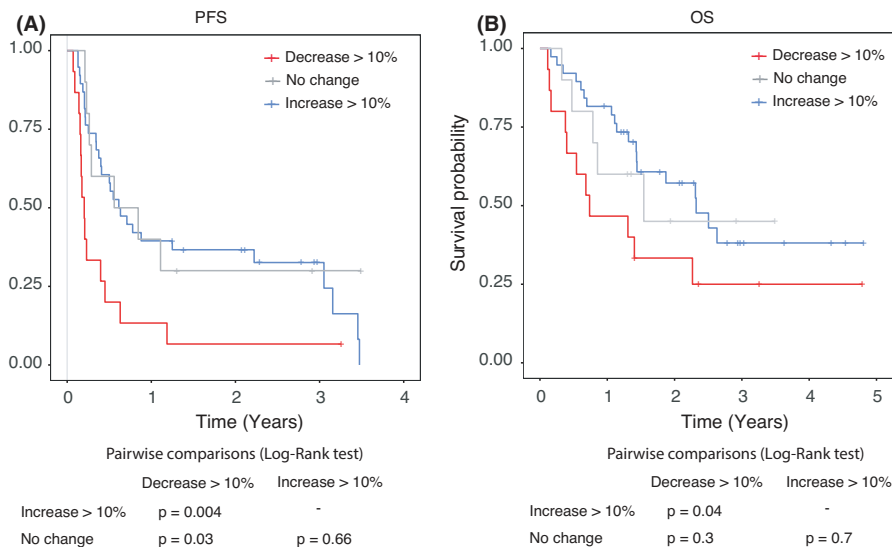 (A)
PFS
1.00
0.75
0.50
0.25
0.00
Decrease > 10%
No change
Increase > 10%
0 1 2 3 4
Time (Years)
Pairwise comparisons (Log-Rank test)
Decrease > 10% Increase > 10%
Increase > 10% p = 0.004 -
No change p = 0.03 p = 0.66
(B)
OS
Survival probability
1.00
0.75
0.50
0.25
0.00
Decrease > 10%
No change
Increase > 10%
0 1 2 3 4 5
Time (Years)
Pairwise comparisons (Log-Rank test)
Decrease > 10% Increase > 10%
Increase > 10% p = 0.04 -
No change p = 0.3 p = 0.7